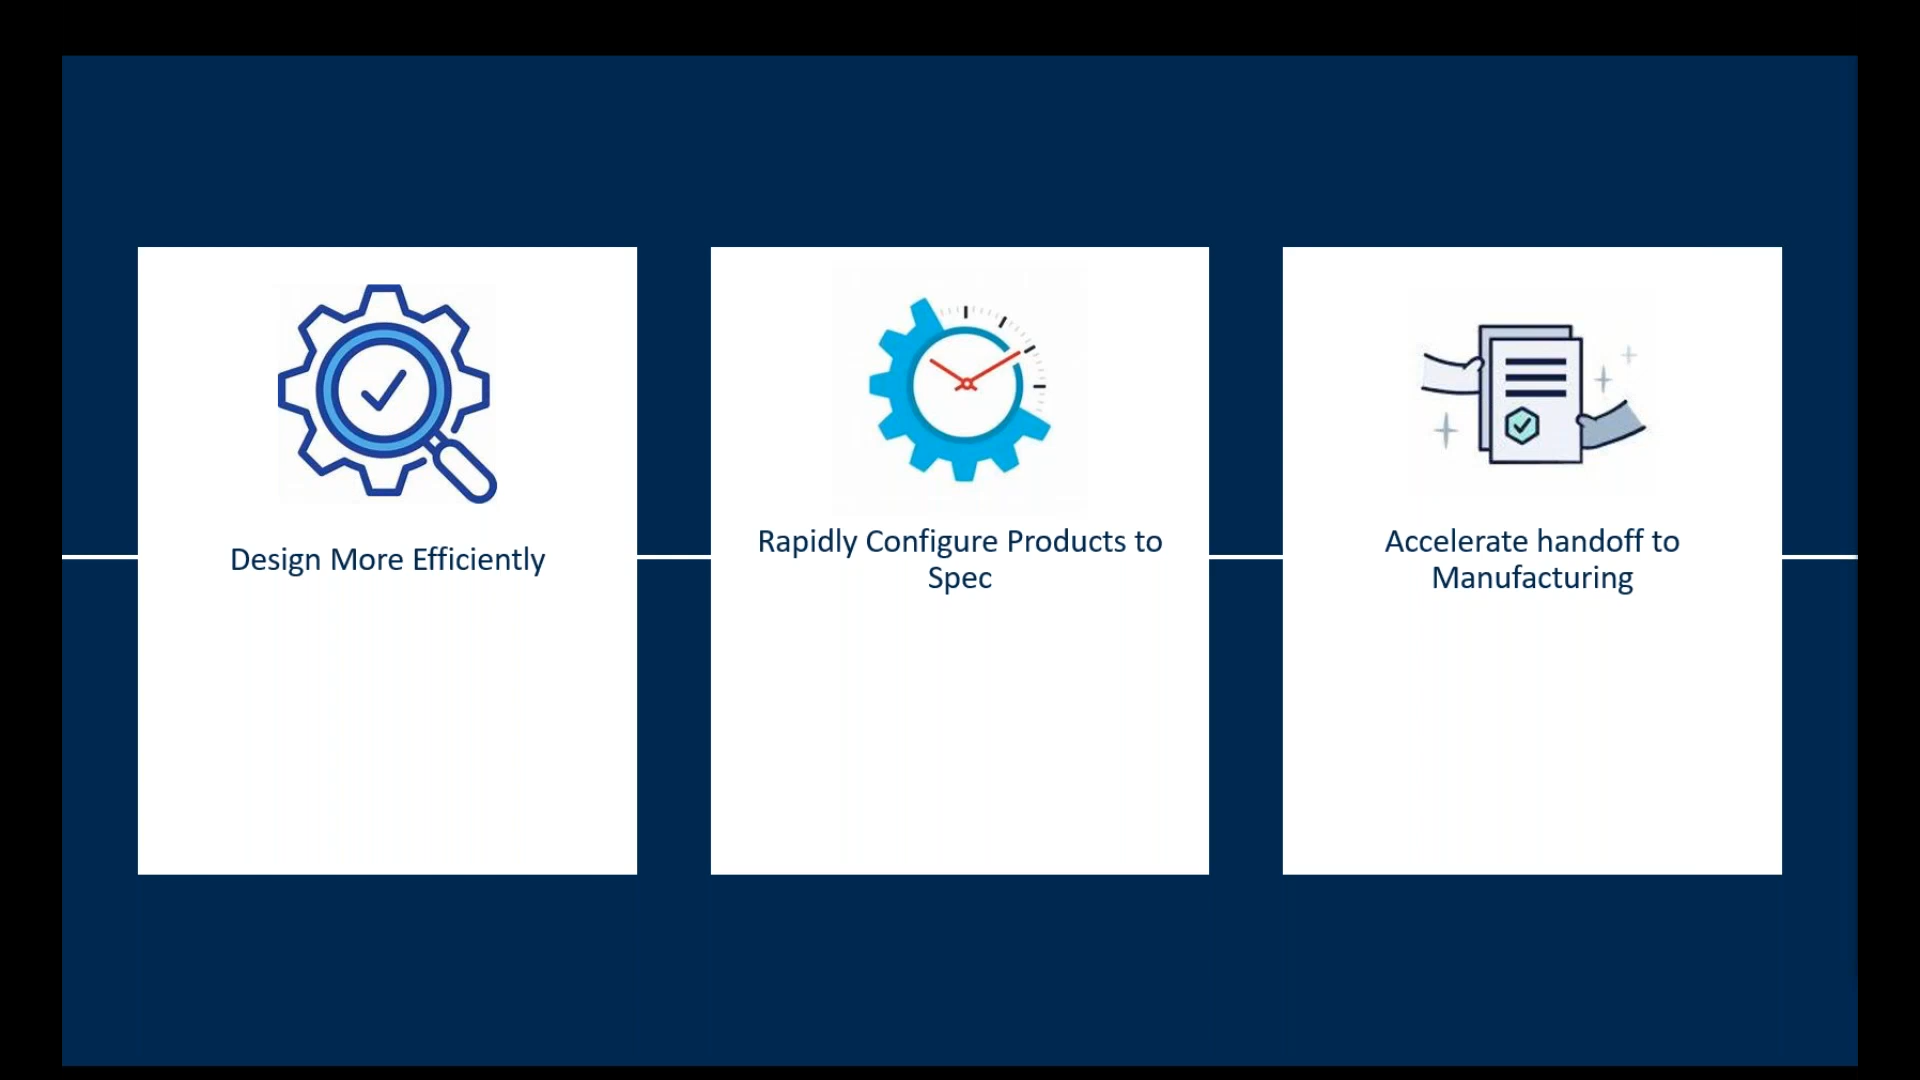 Design More Efficiently
Rapidly Configure Products to
Spec
Accelerate handoff to
Manufacturing